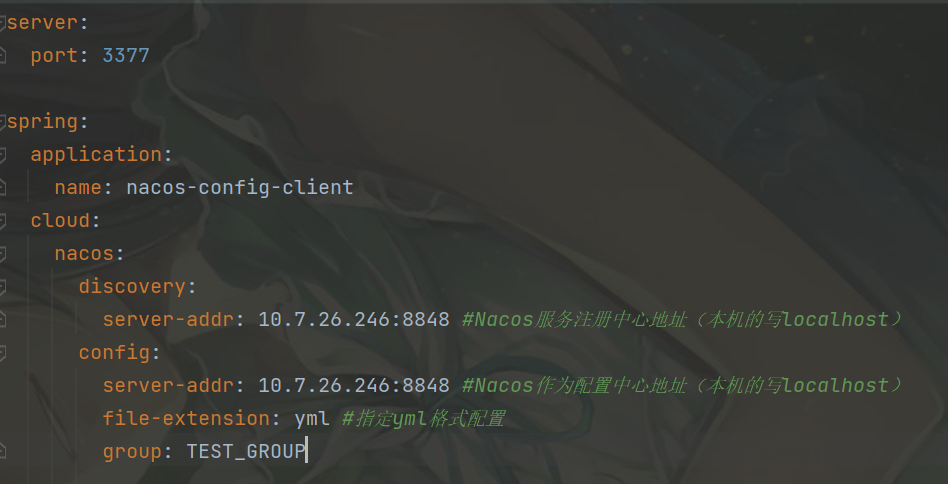 server:
  port: 3377

spring:
  application:
    name: nacos-config-client
  cloud:
    nacos:
      discovery:
        server-addr: 10.7.26.246:8848 #Nacos服务注册中心地址（本机的写localhost）
      config:
        server-addr: 10.7.26.246:8848 #Nacos作为配置中心地址（本机的写localhost）
        file-extension: yml #指定yml格式配置
        group: TEST_GROUP